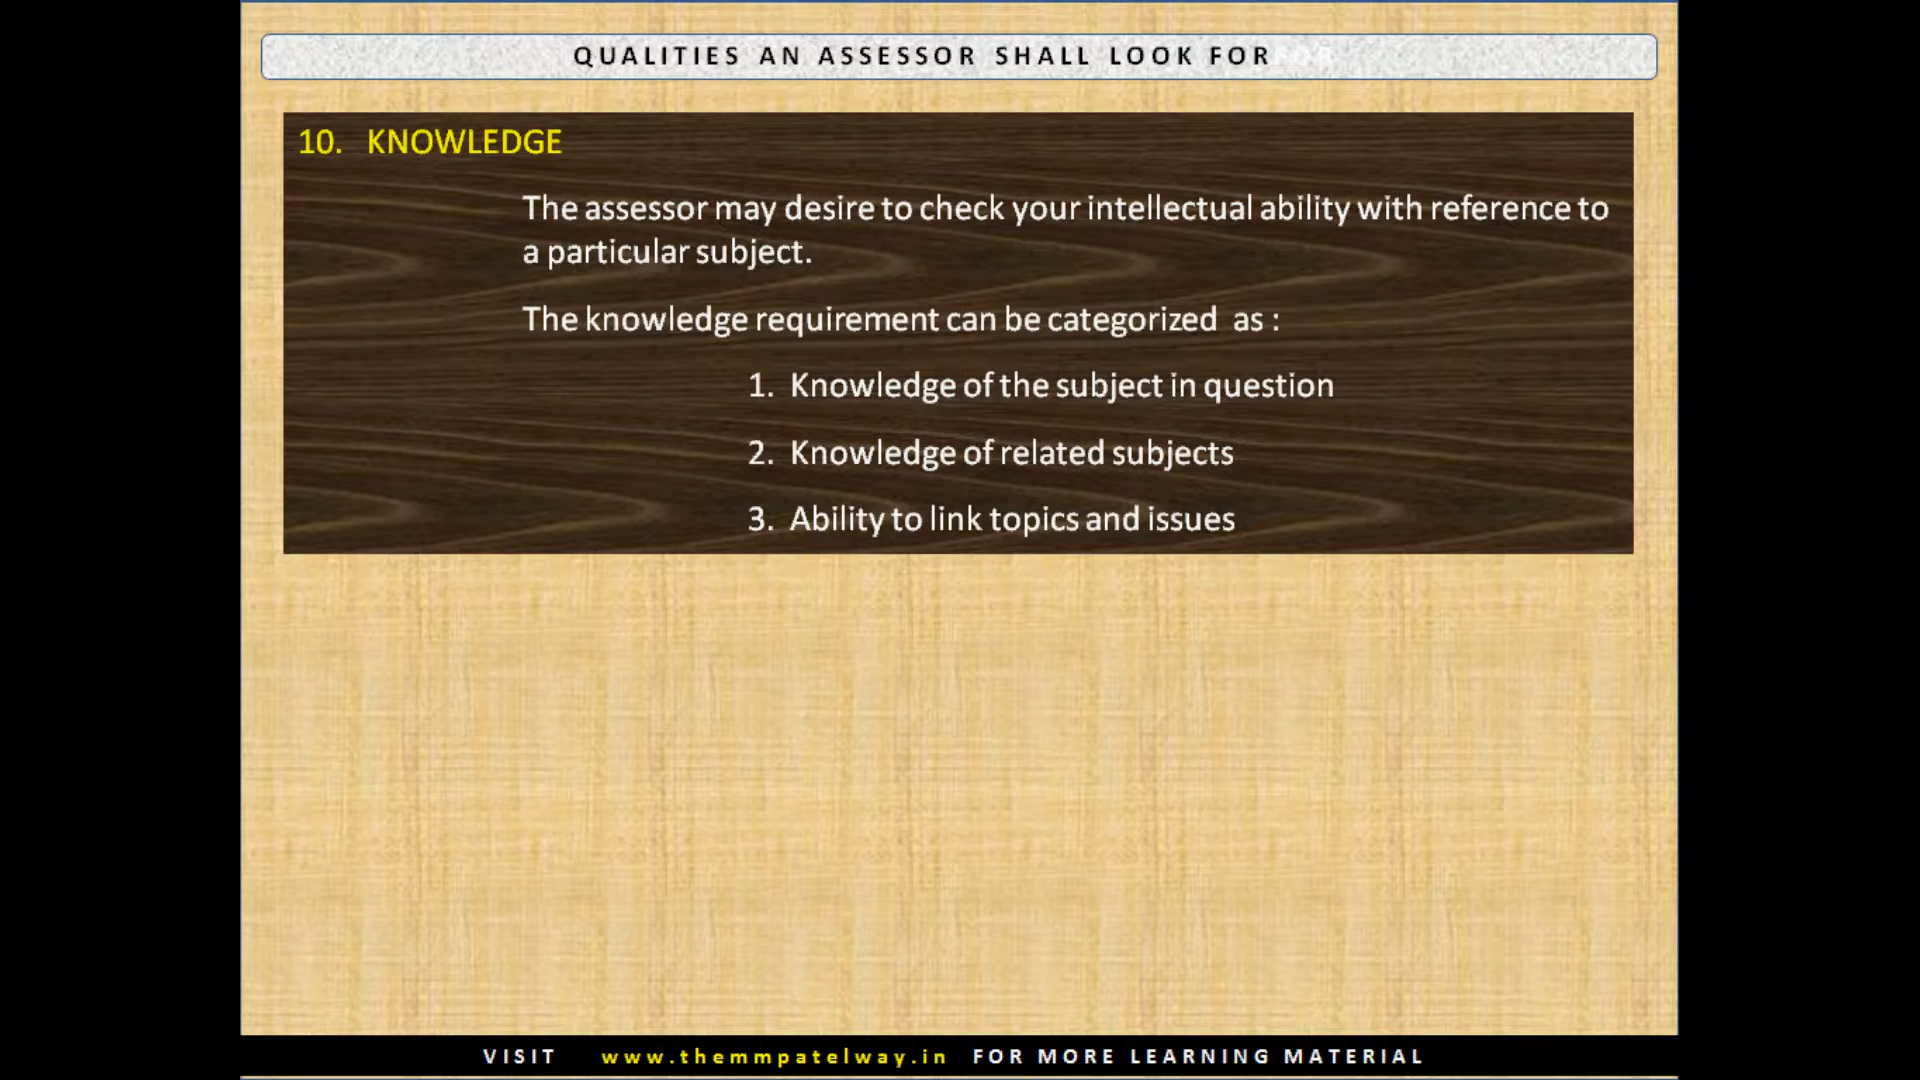 QUALITIES AN ASSESSOR SHALL LOOK FOR
10. KNOWLEDGE
The assessor may desire to check your intellectual ability with reference to
a particular subject.
The knowledge requirement can be categorized as :
1. Knowledge of the subject in question
2. Knowledge of related subjects
3. Ability to link topics and issues
VISIT www.themmpatelway.in FOR MORE LEARNING MATERIAL